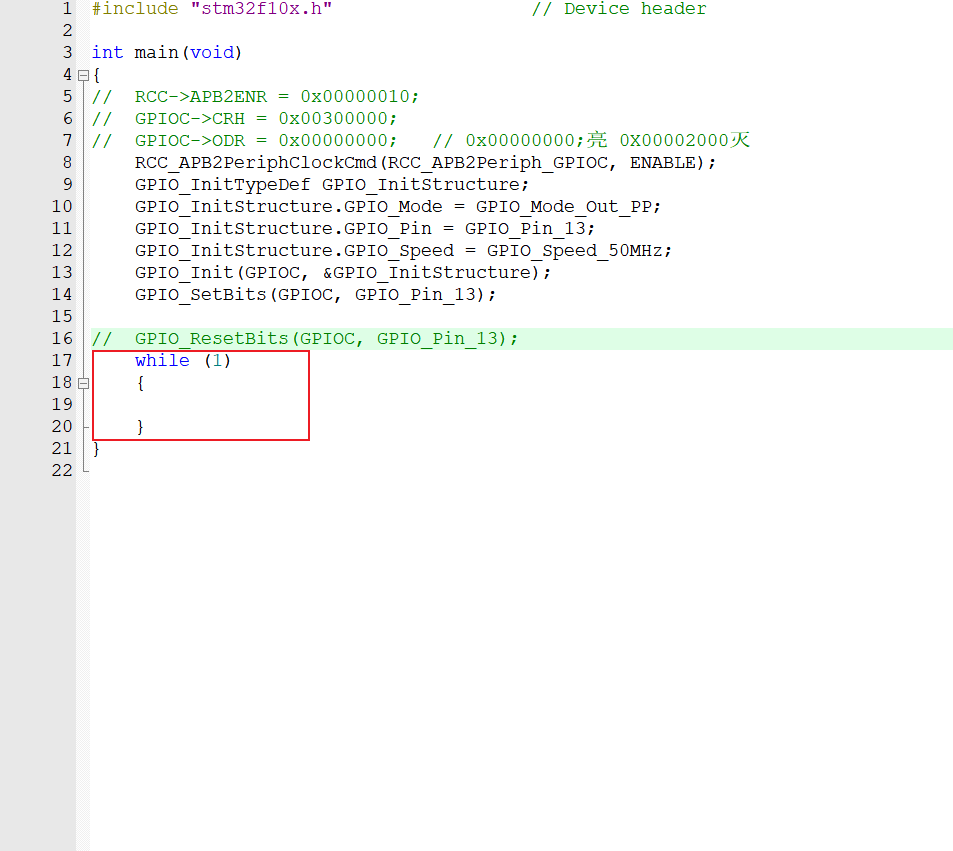 1 #include "stm32f10x.h" // Device header
2
3 int main(void)
4 {
5 // RCC->APB2ENR = 0x00000010;
6 // GPIOC->CRH = 0x00300000;
7 // GPIOC->ODR = 0x00000000; // 0x00000000;亮 0X00002000灭
8 RCC_APB2PeriphClockCmd(RCC_APB2Periph_GPIOC, ENABLE);
9 GPIO_InitTypeDef GPIO_InitStructure;
10 GPIO_InitStructure.GPIO_Mode = GPIO_Mode_Out_PP;
11 GPIO_InitStructure.GPIO_Pin = GPIO_Pin_13;
12 GPIO_InitStructure.GPIO_Speed = GPIO_Speed_50MHz;
13 GPIO_Init(GPIOC, &GPIO_InitStructure);
14 GPIO_SetBits(GPIOC, GPIO_Pin_13);
15
16 // GPIO_ResetBits(GPIOC, GPIO_Pin_13);
17 while (1)
18 {
19
20 }
21 }
22